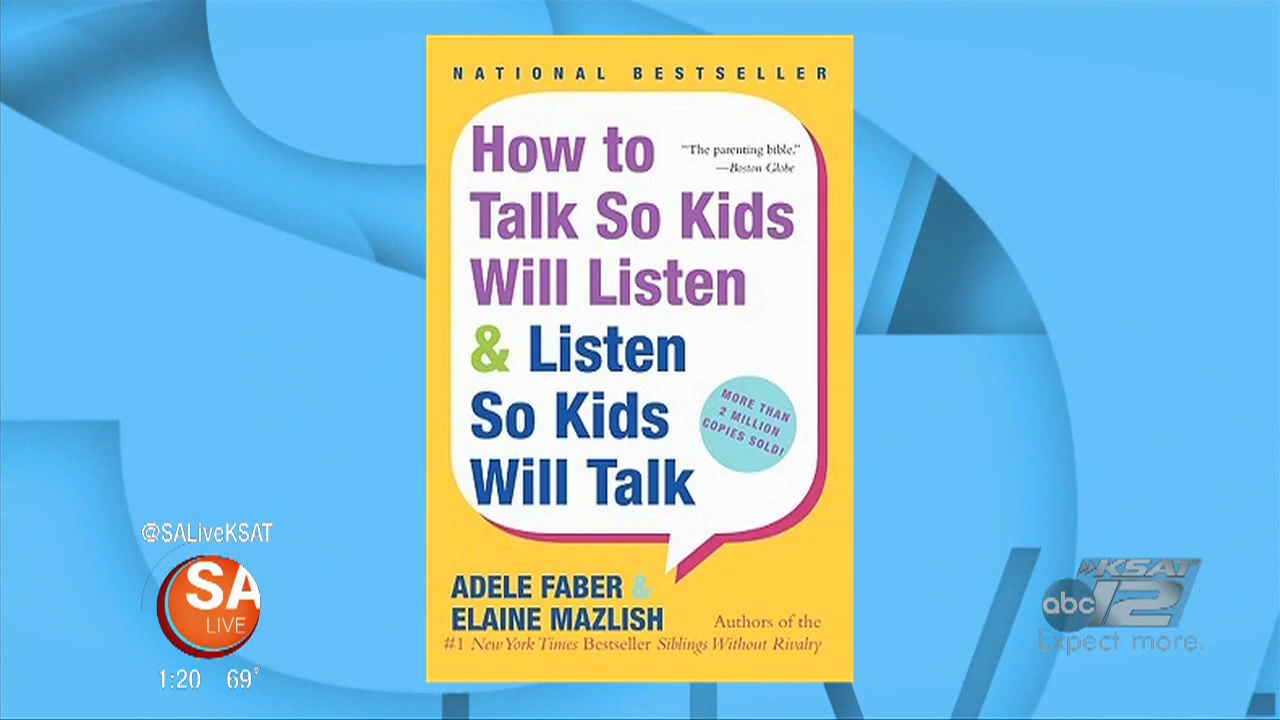 NATIONAL BESTSELLER
How to
Talk So Kids
Will Listen
& Listen
So Kids
Will Talk
"The parenting bible."
—Boston Globe
MORE THAN
2 MILLION
COPIES SOLD!
ADELE FABER &
ELAINE MAZLISH
Authors of the
#1 New York Times Bestseller Siblings Without Rivalry
@SALiveKSAT
SA
LIVE
1:20 69°
KSAT
abc 12
Expect more.